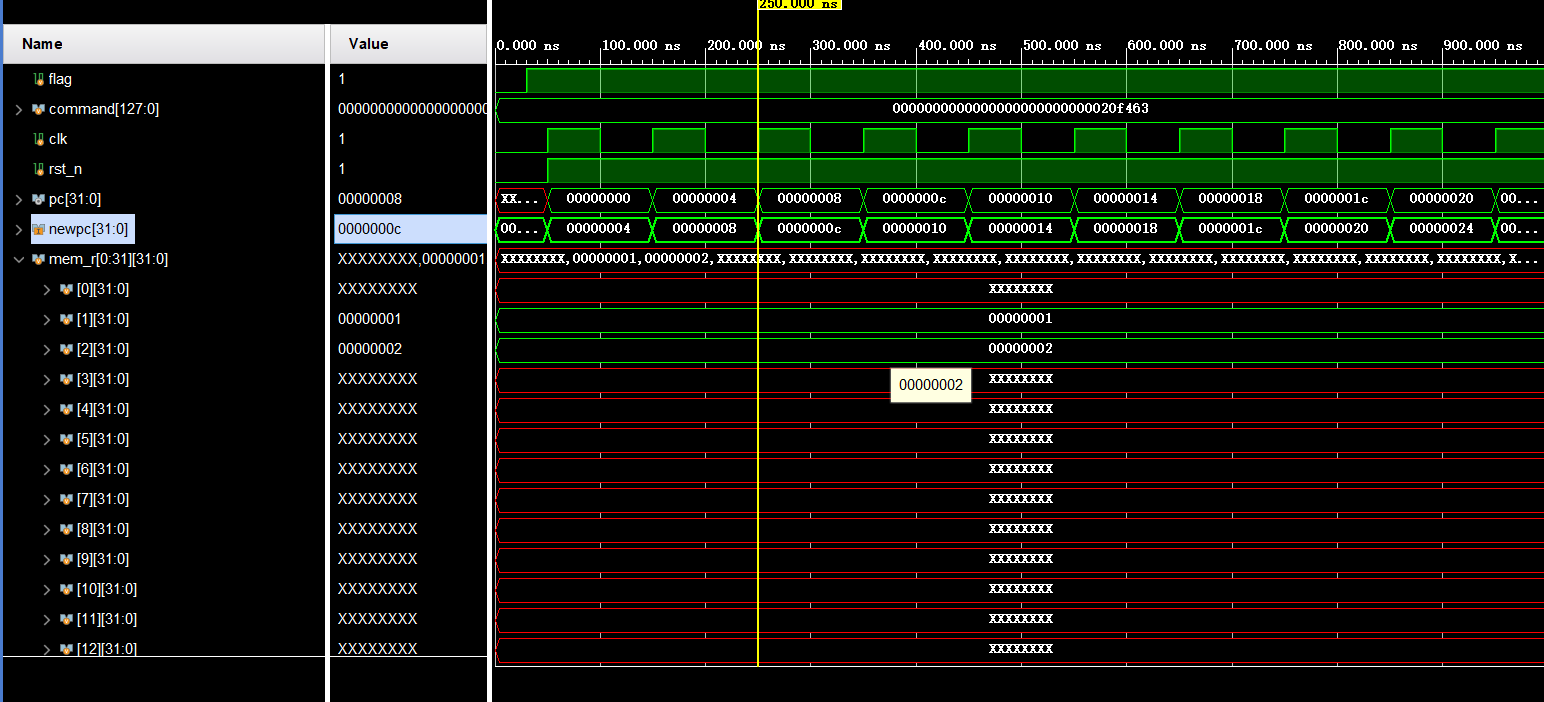 250.000 ns
Name Value 0.000 ns 100.000 ns 200.000 ns 300.000 ns 400.000 ns 500.000 ns 600.000 ns 700.000 ns 800.000 ns 900.000 ns
flag 1
command[127:0] 0000000000000000000 0000000000000000000000000020f463
clk 1
rst_n 1
pc[31:0] 00000008 XX... 00000000 00000004 00000008 0000000c 00000010 00000014 00000018 0000001c 00000020 00...
newpc[31:0] 0000000c 00... 00000004 00000008 0000000c 00000010 00000014 00000018 0000001c 00000020 00000024 00...
mem_r[0:31][31:0] XXXXXXXX,00000001 XXXXXXXX,00000001,00000002,XXXXXXXX,XXXXXXXX,XXXXXXXX,XXXXXXXX,XXXXXXXX,XXXXXXXX,XXXXXXXX,XXXXXXXX,XXXXXXXX,XXXXXXXX,XXXXXXXX,X...
[0][31:0] XXXXXXXX XXXXXXXX
[1][31:0] 00000001 00000001
[2][31:0] 00000002 00000002
[3][31:0] XXXXXXXX XXXXXXXX
00000002
[4][31:0] XXXXXXXX XXXXXXXX
[5][31:0] XXXXXXXX XXXXXXXX
[6][31:0] XXXXXXXX XXXXXXXX
[7][31:0] XXXXXXXX XXXXXXXX
[8][31:0] XXXXXXXX XXXXXXXX
[9][31:0] XXXXXXXX XXXXXXXX
[10][31:0] XXXXXXXX XXXXXXXX
[11][31:0] XXXXXXXX XXXXXXXX
[12][31:0] XXXXXXXX XXXXXXXX